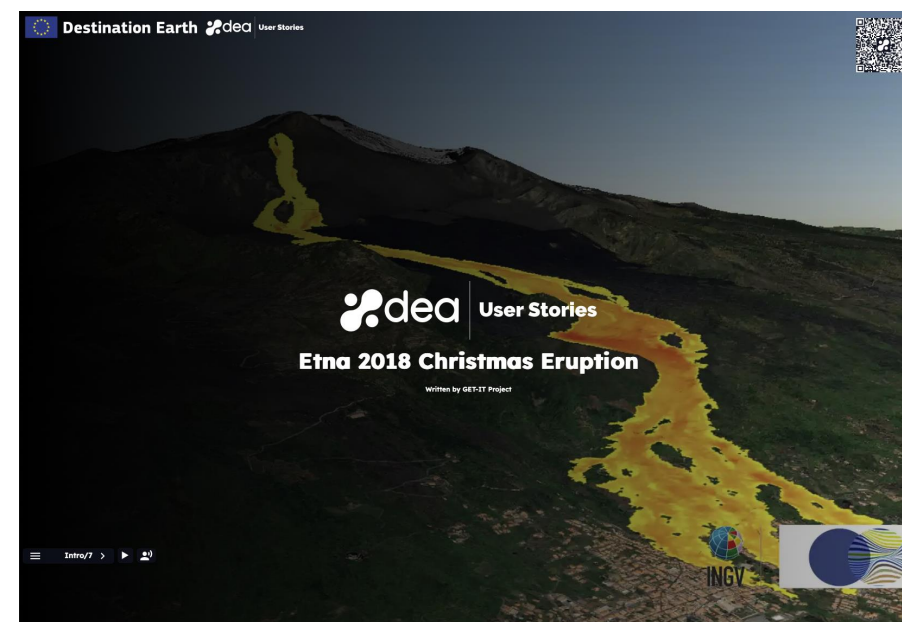 Destination Earth dea User Stories
dea User Stories
Etna 2018 Christmas Eruption
Written by GET-IT Project
Intro/7
INGV